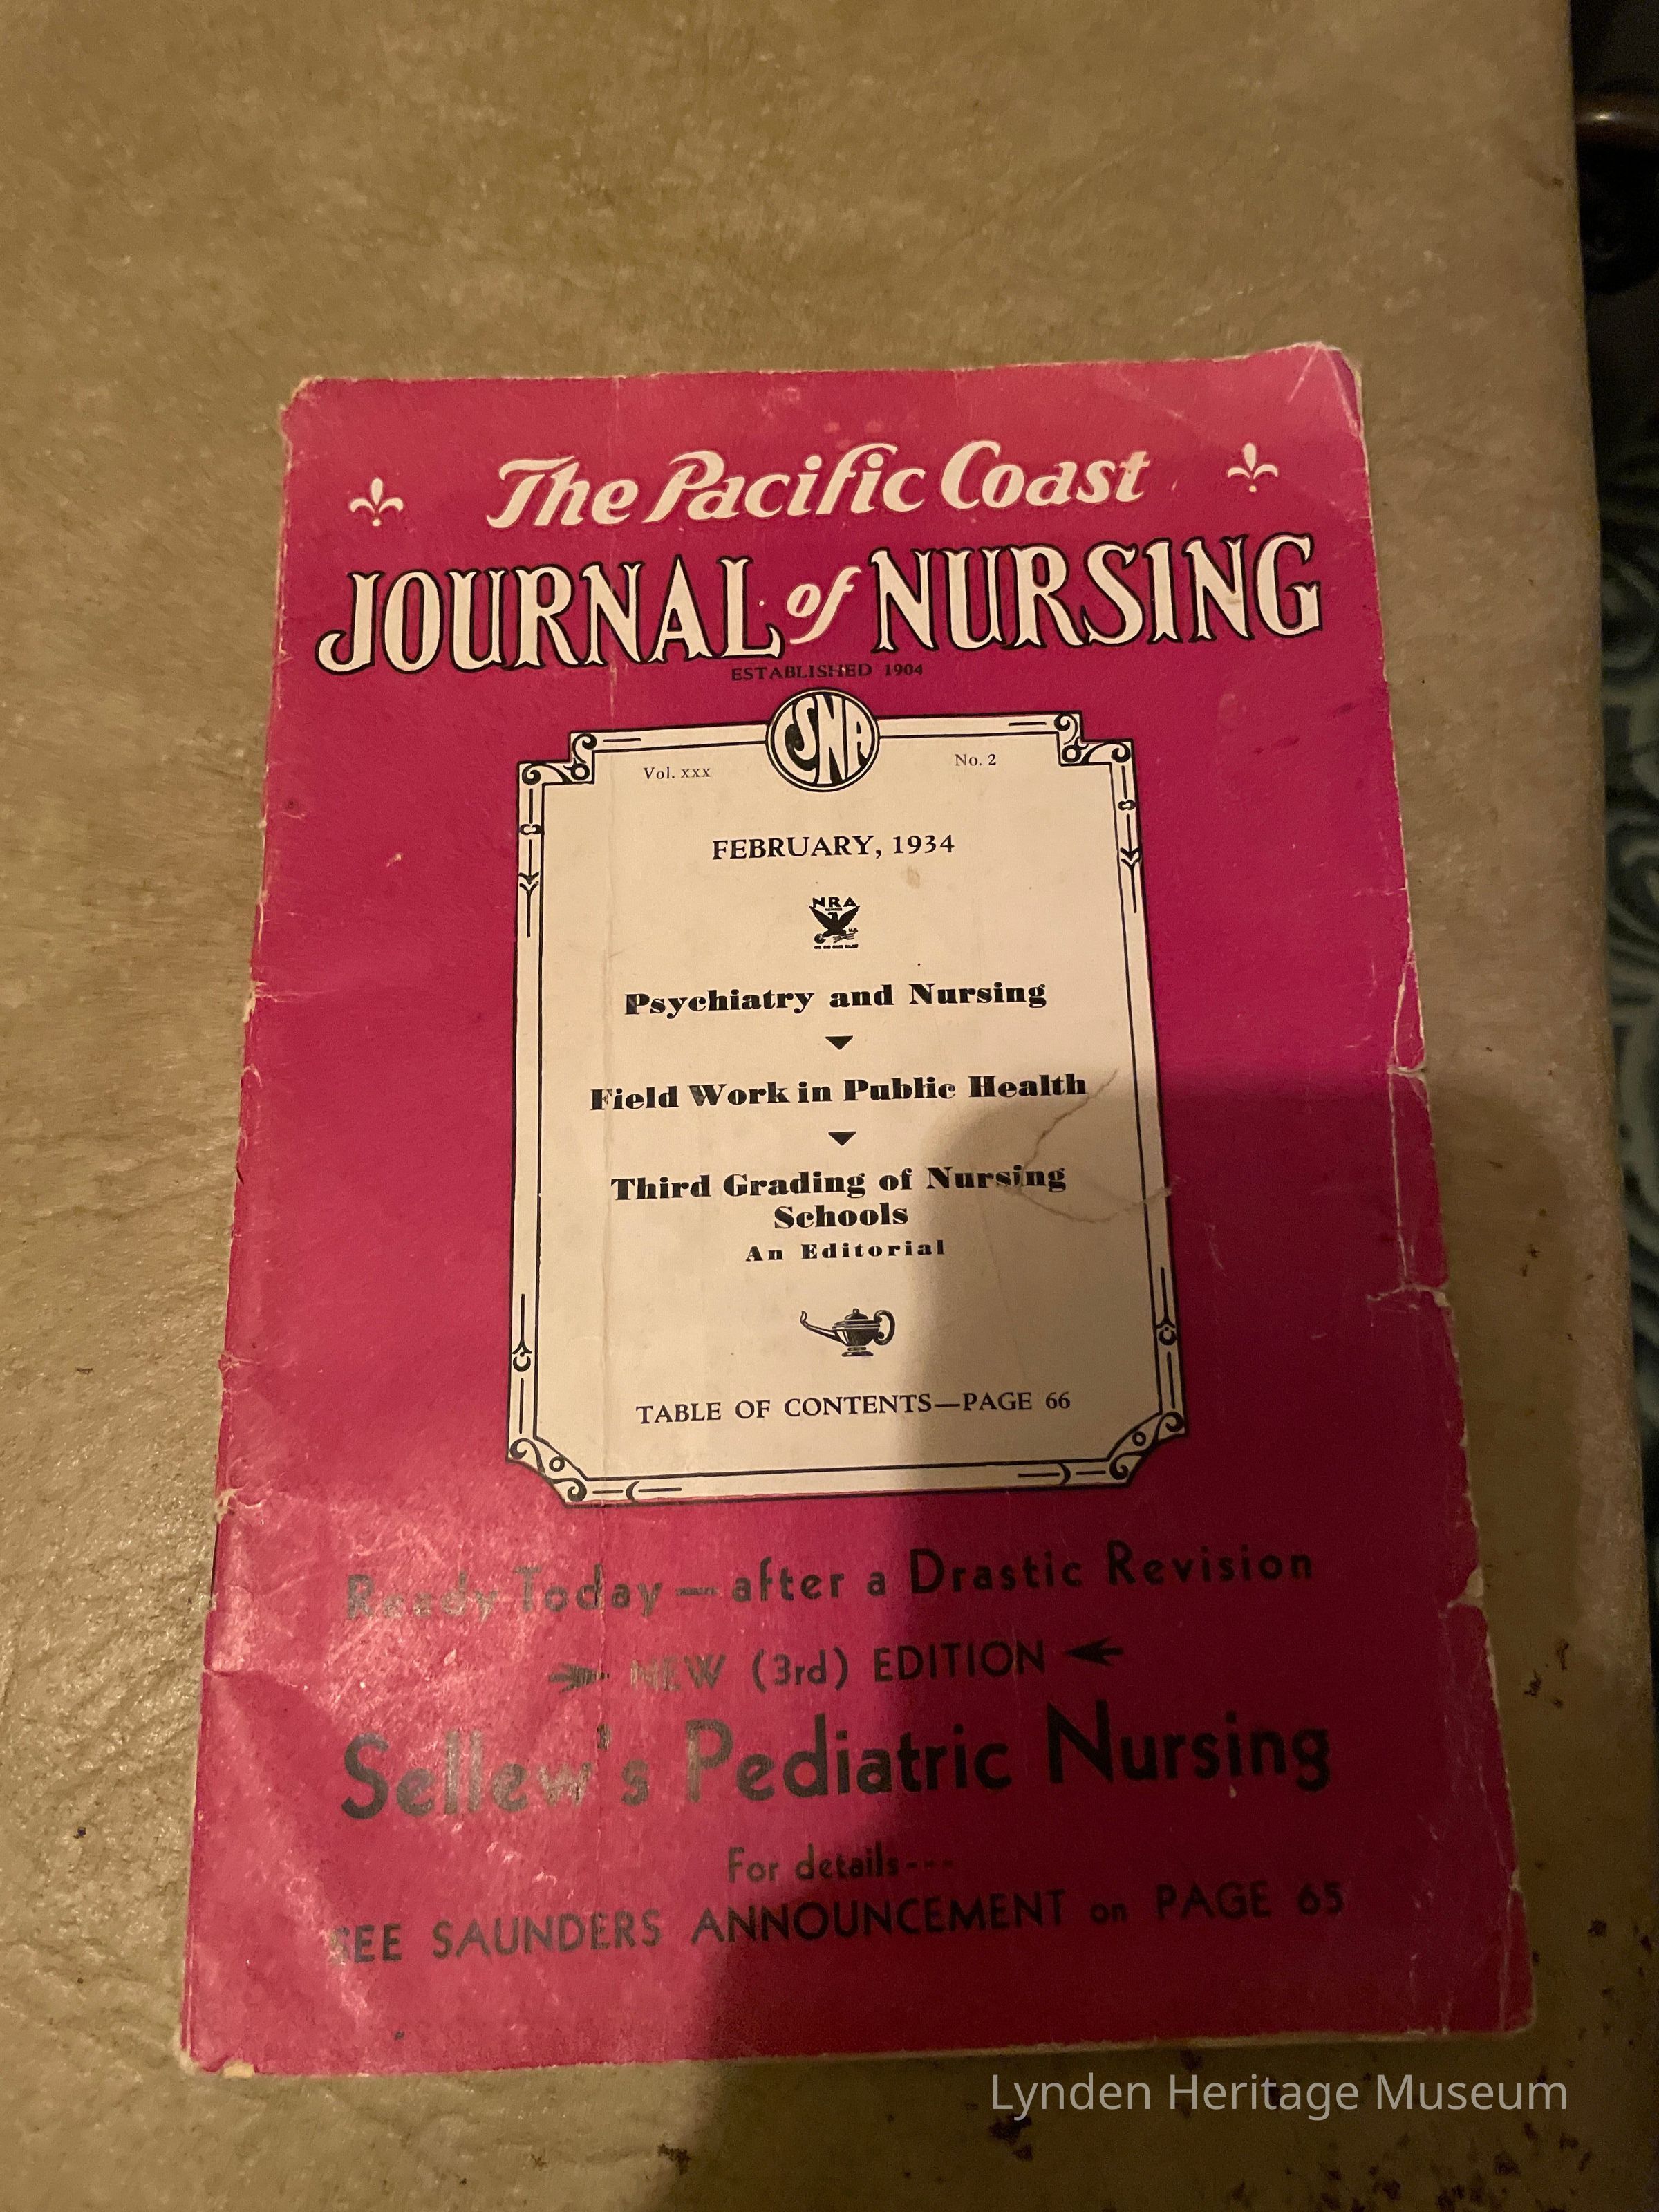 The Pacific Coast
JOURNAL of NURSING
ESTABLISHED 1904
CSNA
Vol. xxx No. 2
FEBRUARY, 1934
NRA
Psychiatry and Nursing
Field Work in Public Health
Third Grading of Nursing
Schools
An Editorial
TABLE OF CONTENTS—PAGE 66
Ready Today — after a Drastic Revision
NEW (3rd) EDITION
Sellew's Pediatric Nursing
For details---
SEE SAUNDERS ANNOUNCEMENT on PAGE 65
Lynden Heritage Museum